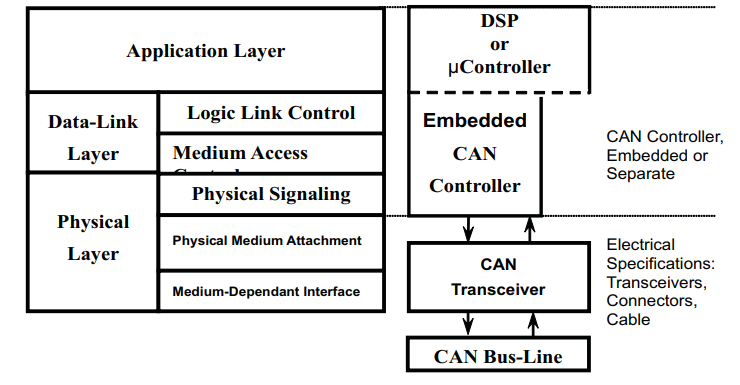 Application Layer
Data-Link
Layer
Logic Link Control
Medium Access
Physical
Layer
Physical Signaling
Physical Medium Attachment
Medium-Dependant Interface
DSP
or
µController
Embedded
CAN
Controller
CAN
Transceiver
CAN Bus-Line
CAN Controller,
Embedded or
Separate
Electrical
Specifications:
Transceivers,
Connectors,
Cable